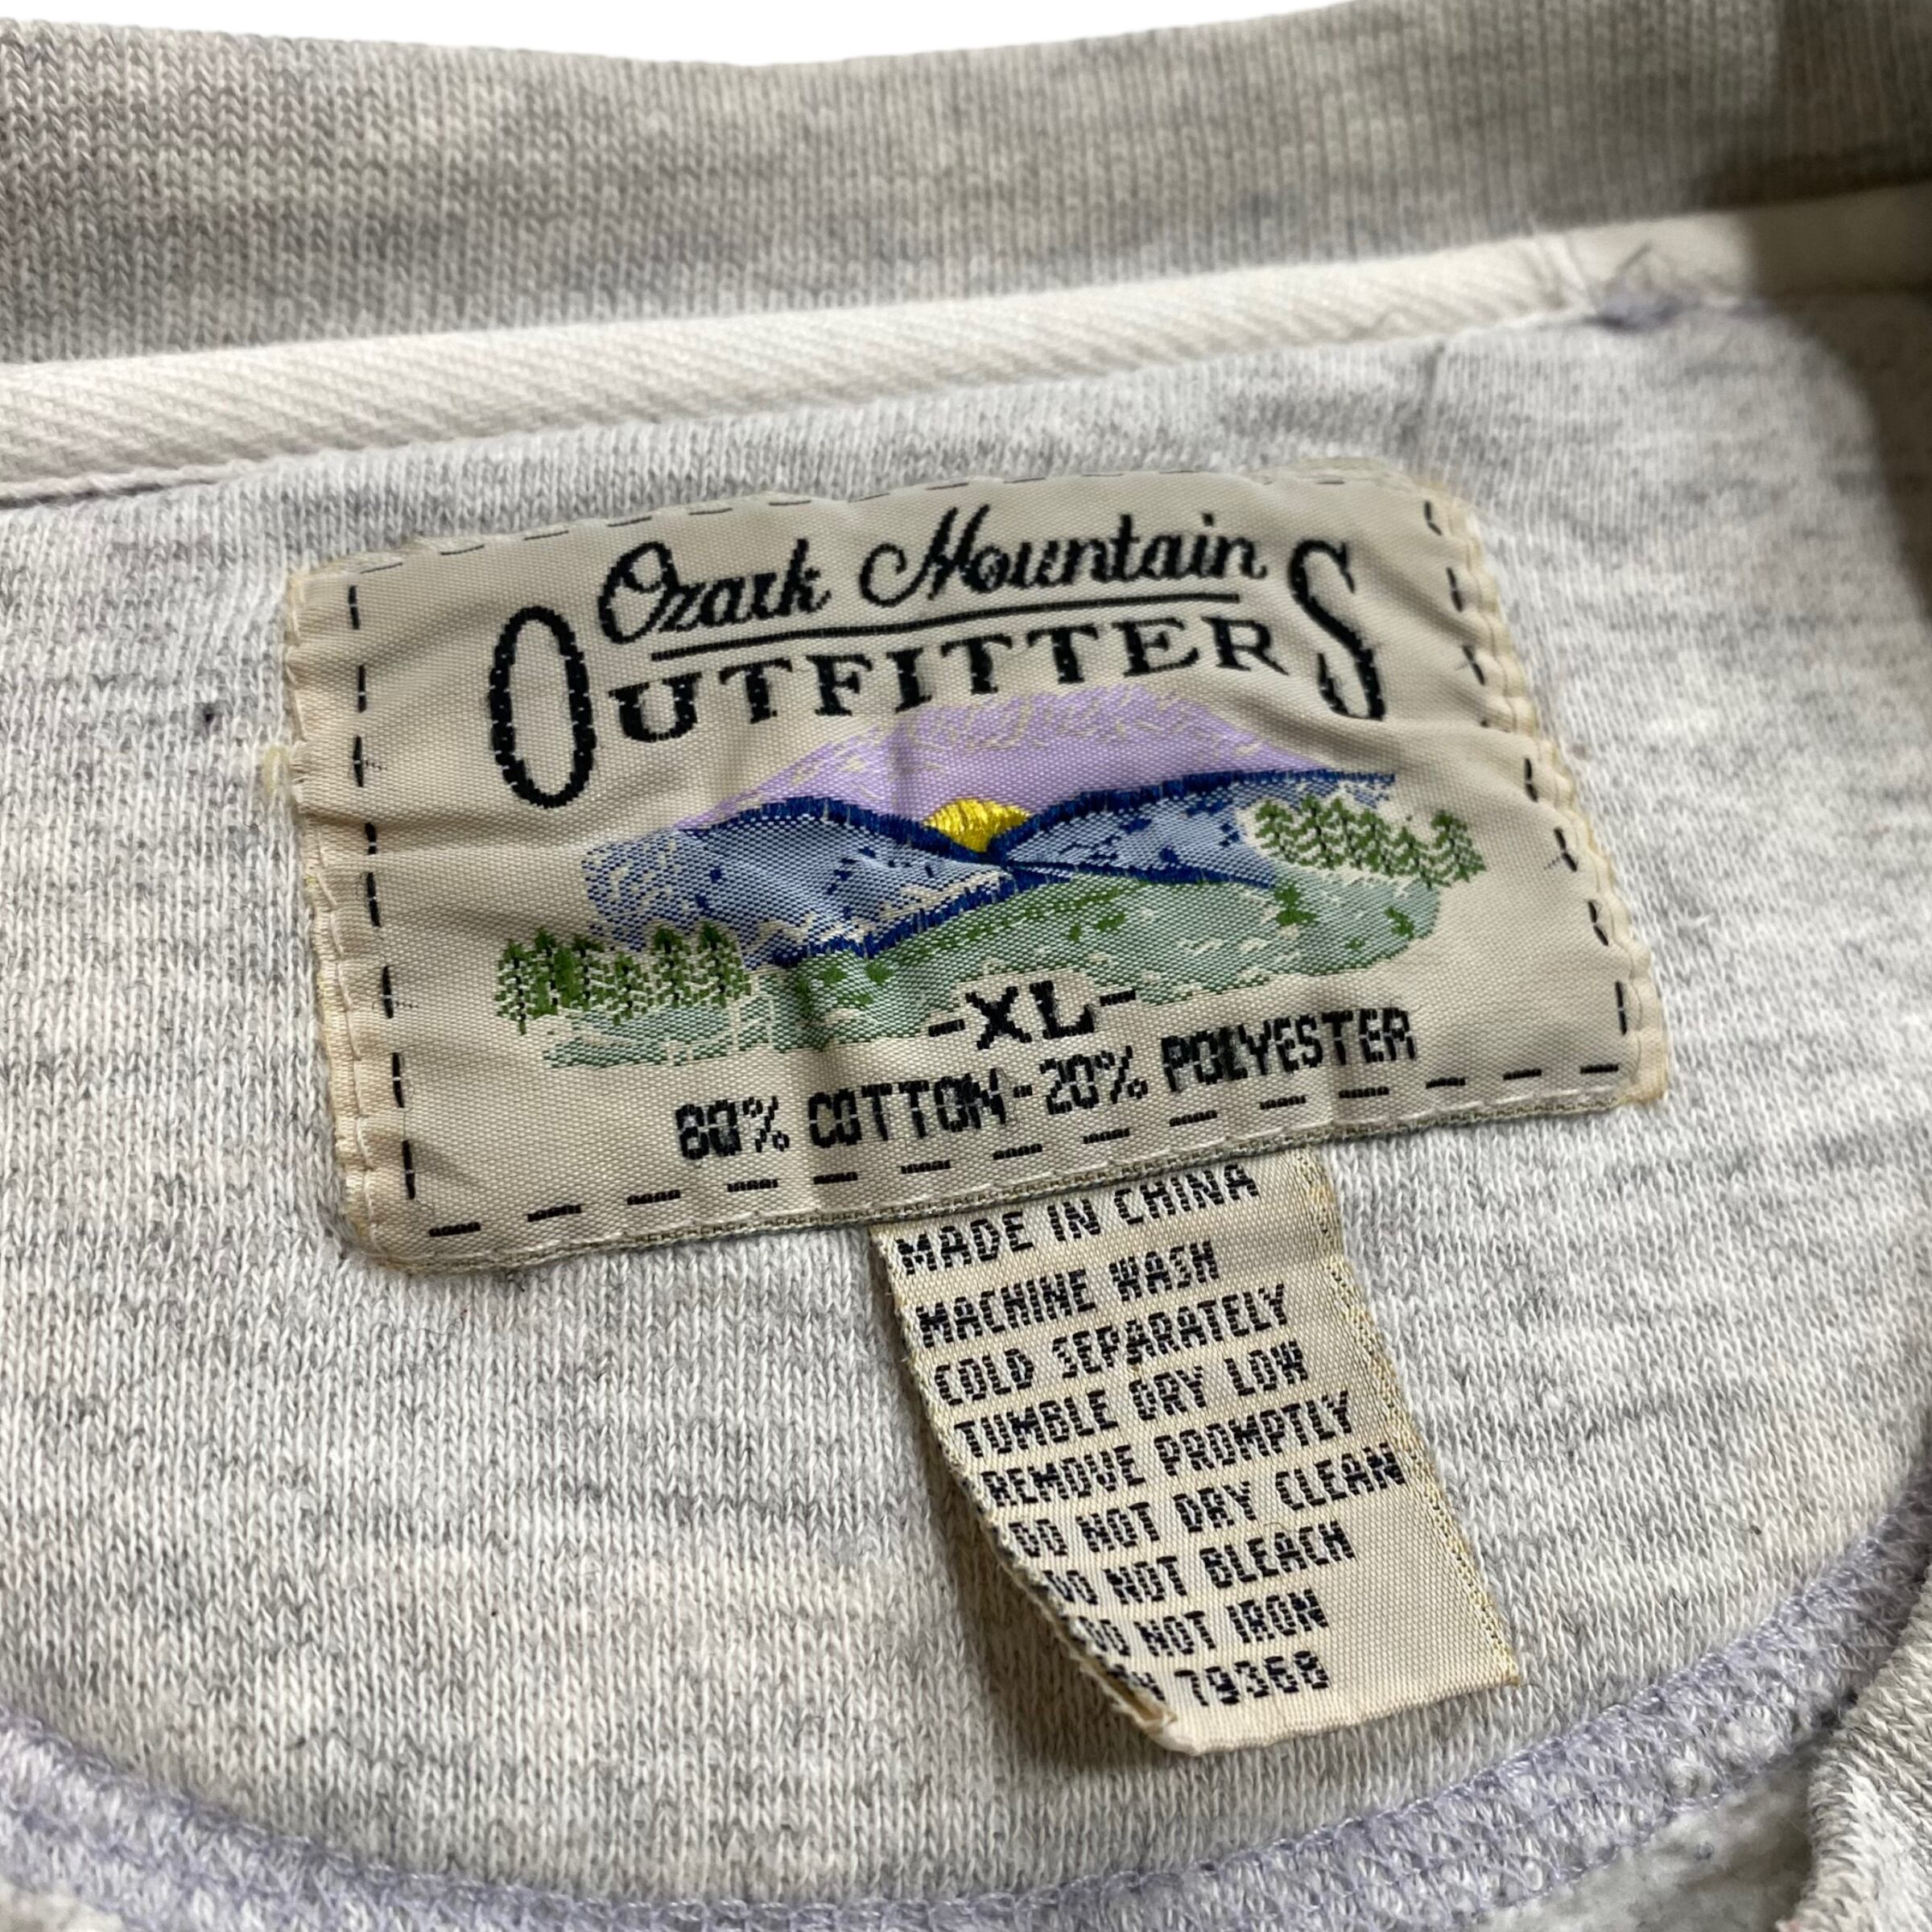 Ozark Mountain
OUTFITTERS
-XL-
80% COTTON-20% POLYESTER
MADE IN CHINA
MACHINE WASH
COLD SEPARATELY
TUMBLE DRY LOW
REMOVE PROMPTLY
DO NOT DRY CLEAN
DO NOT BLEACH
DO NOT IRON
79368